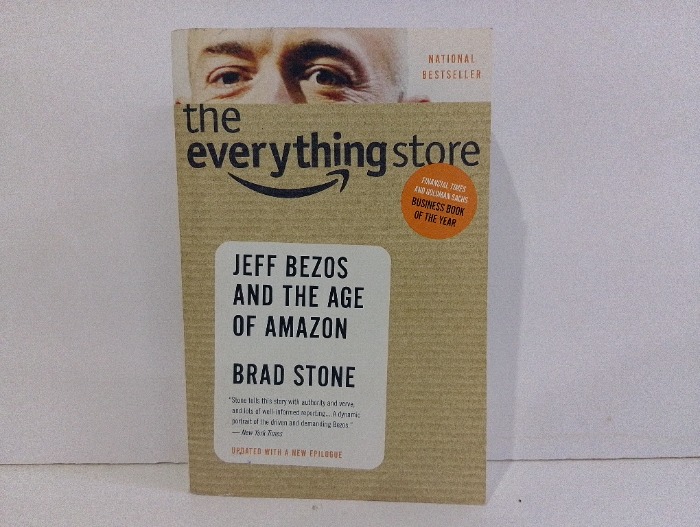 NATIONAL
BESTSELLER
the
everything store
FINANCIAL TIMES
AND GOLDMAN SACHS
BUSINESS BOOK
OF THE YEAR
JEFF BEZOS
AND THE AGE
OF AMAZON
BRAD STONE
"Stone tells this story with authority and verve,
and lots of well-informed reporting.... A dynamic
portrait of the driven and demanding Bezos."
— New York Times
UPDATED WITH A NEW EPILOGUE